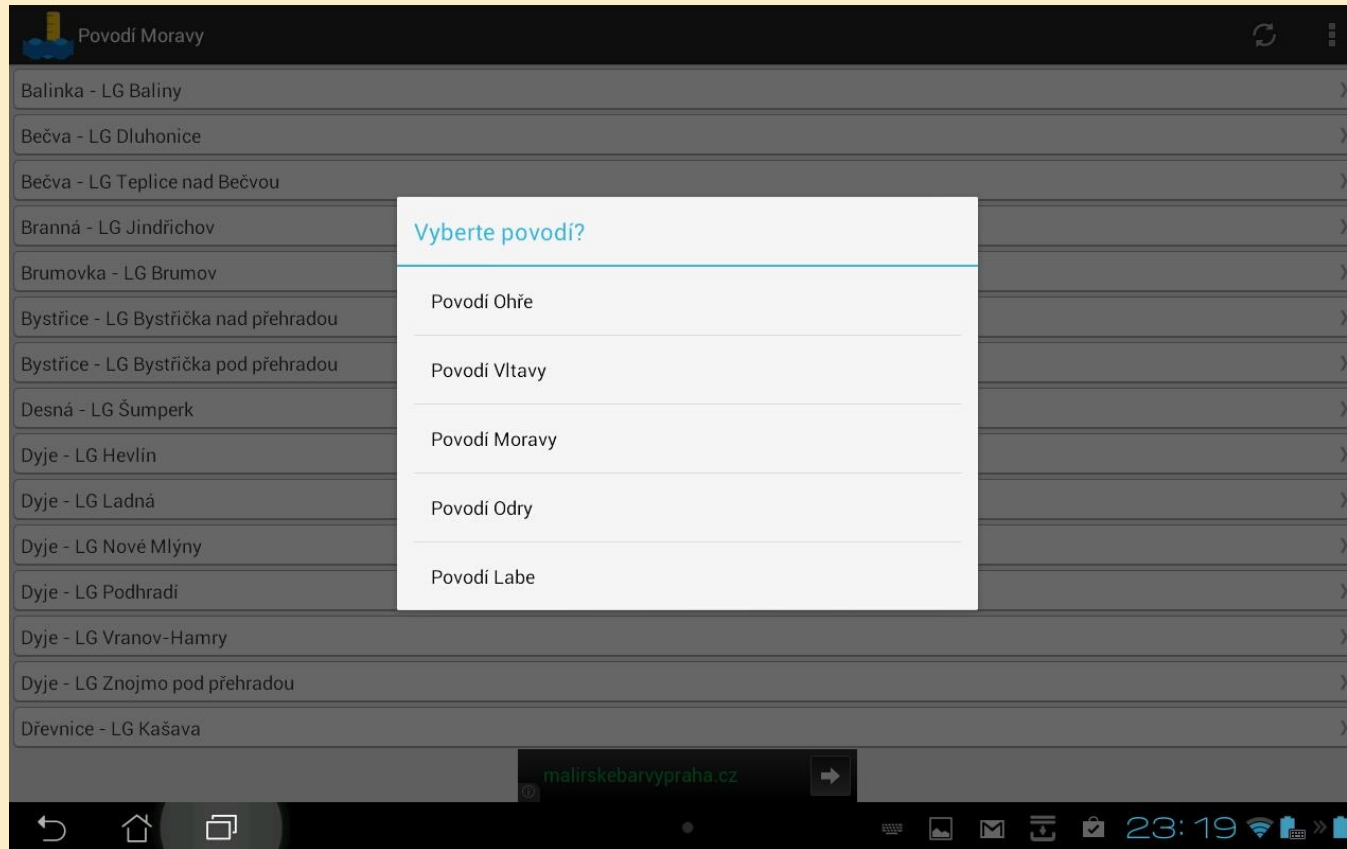 Povodí Moravy
Balinka - LG Baliny
Bečva - LG Dluhonice
Bečva - LG Teplice nad Bečvou
Branná - LG Jindřichov
Brumovka - LG Brumov
Bystřice - LG Bystřička nad přehradou
Bystřice - LG Bystřička pod přehradou
Desná - LG Šumperk
Dyje - LG Hevlín
Dyje - LG Ladná
Dyje - LG Nové Mlýny
Dyje - LG Podhradí
Dyje - LG Vranov-Hamry
Dyje - LG Znojmo pod přehradou
Dřevnice - LG Kašava
Vyberte povodí?
Povodí Ohře
Povodí Vltavy
Povodí Moravy
Povodí Odry
Povodí Labe
malirskebarvypraha.cz
23:19